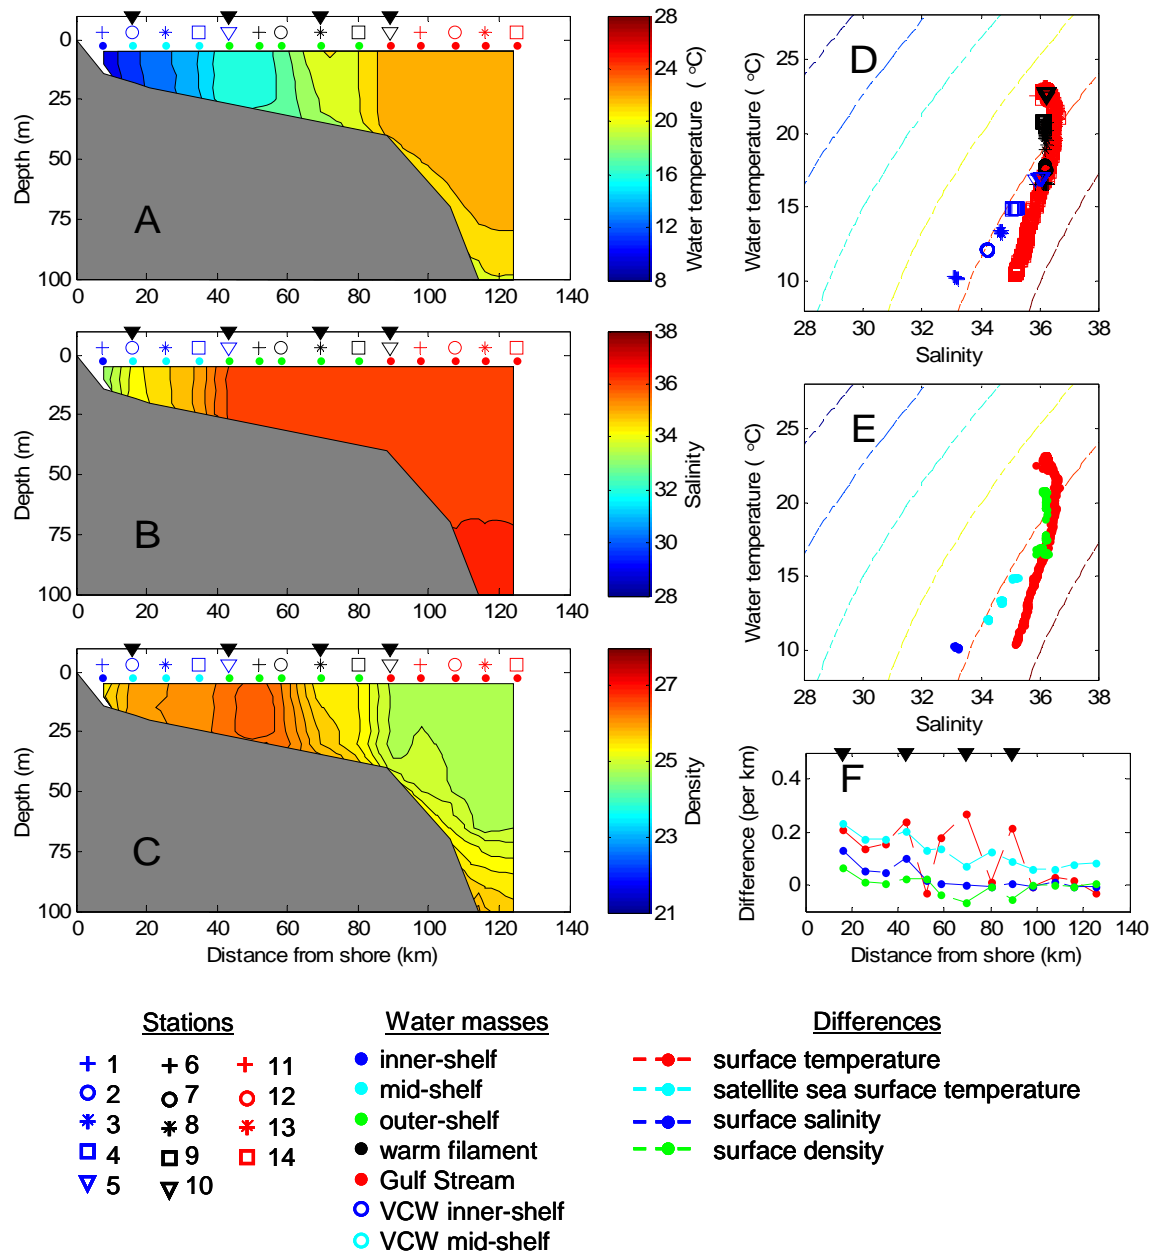 0
25
50
75
100
Depth (m)
A
0 20 40 60 80 100 120 140
28
24
20
16
12
8
Water temperature ( °C)
0
25
50
75
100
Depth (m)
B
0 20 40 60 80 100 120 140
38
36
34
32
30
28
Salinity
0
25
50
75
100
Depth (m)
C
0 20 40 60 80 100 120 140
Distance from shore (km)
27
25
23
21
Density
D
25
20
15
10
Water temperature ( °C)
28 30 32 34 36 38
Salinity
E
25
20
15
10
Water temperature ( °C)
28 30 32 34 36 38
Salinity
F
0.4
0.2
0
Difference (per km)
0 20 40 60 80 100 120 140
Distance from shore (km)
Stations
1 6 11
2 7 12
3 8 13
4 9 14
5 10
Water masses
inner-shelf
mid-shelf
outer-shelf
warm filament
Gulf Stream
VCW inner-shelf
VCW mid-shelf
Differences
surface temperature
satellite sea surface temperature
surface salinity
surface density